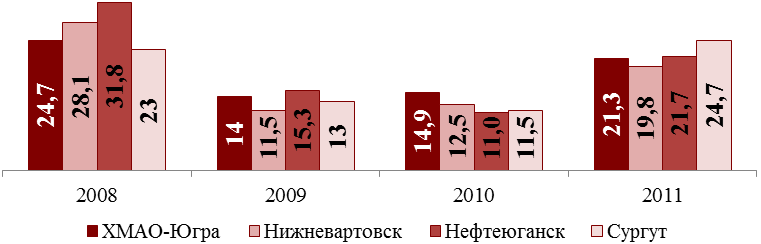 24,7 28,1 31,8 23 14 11,5 15,3 13 14,9 12,5 11,0 11,5 21,3 19,8 21,7 24,7
2008 2009 2010 2011
ХМАО-Югра Нижневартовск Нефтеюганск Сургут